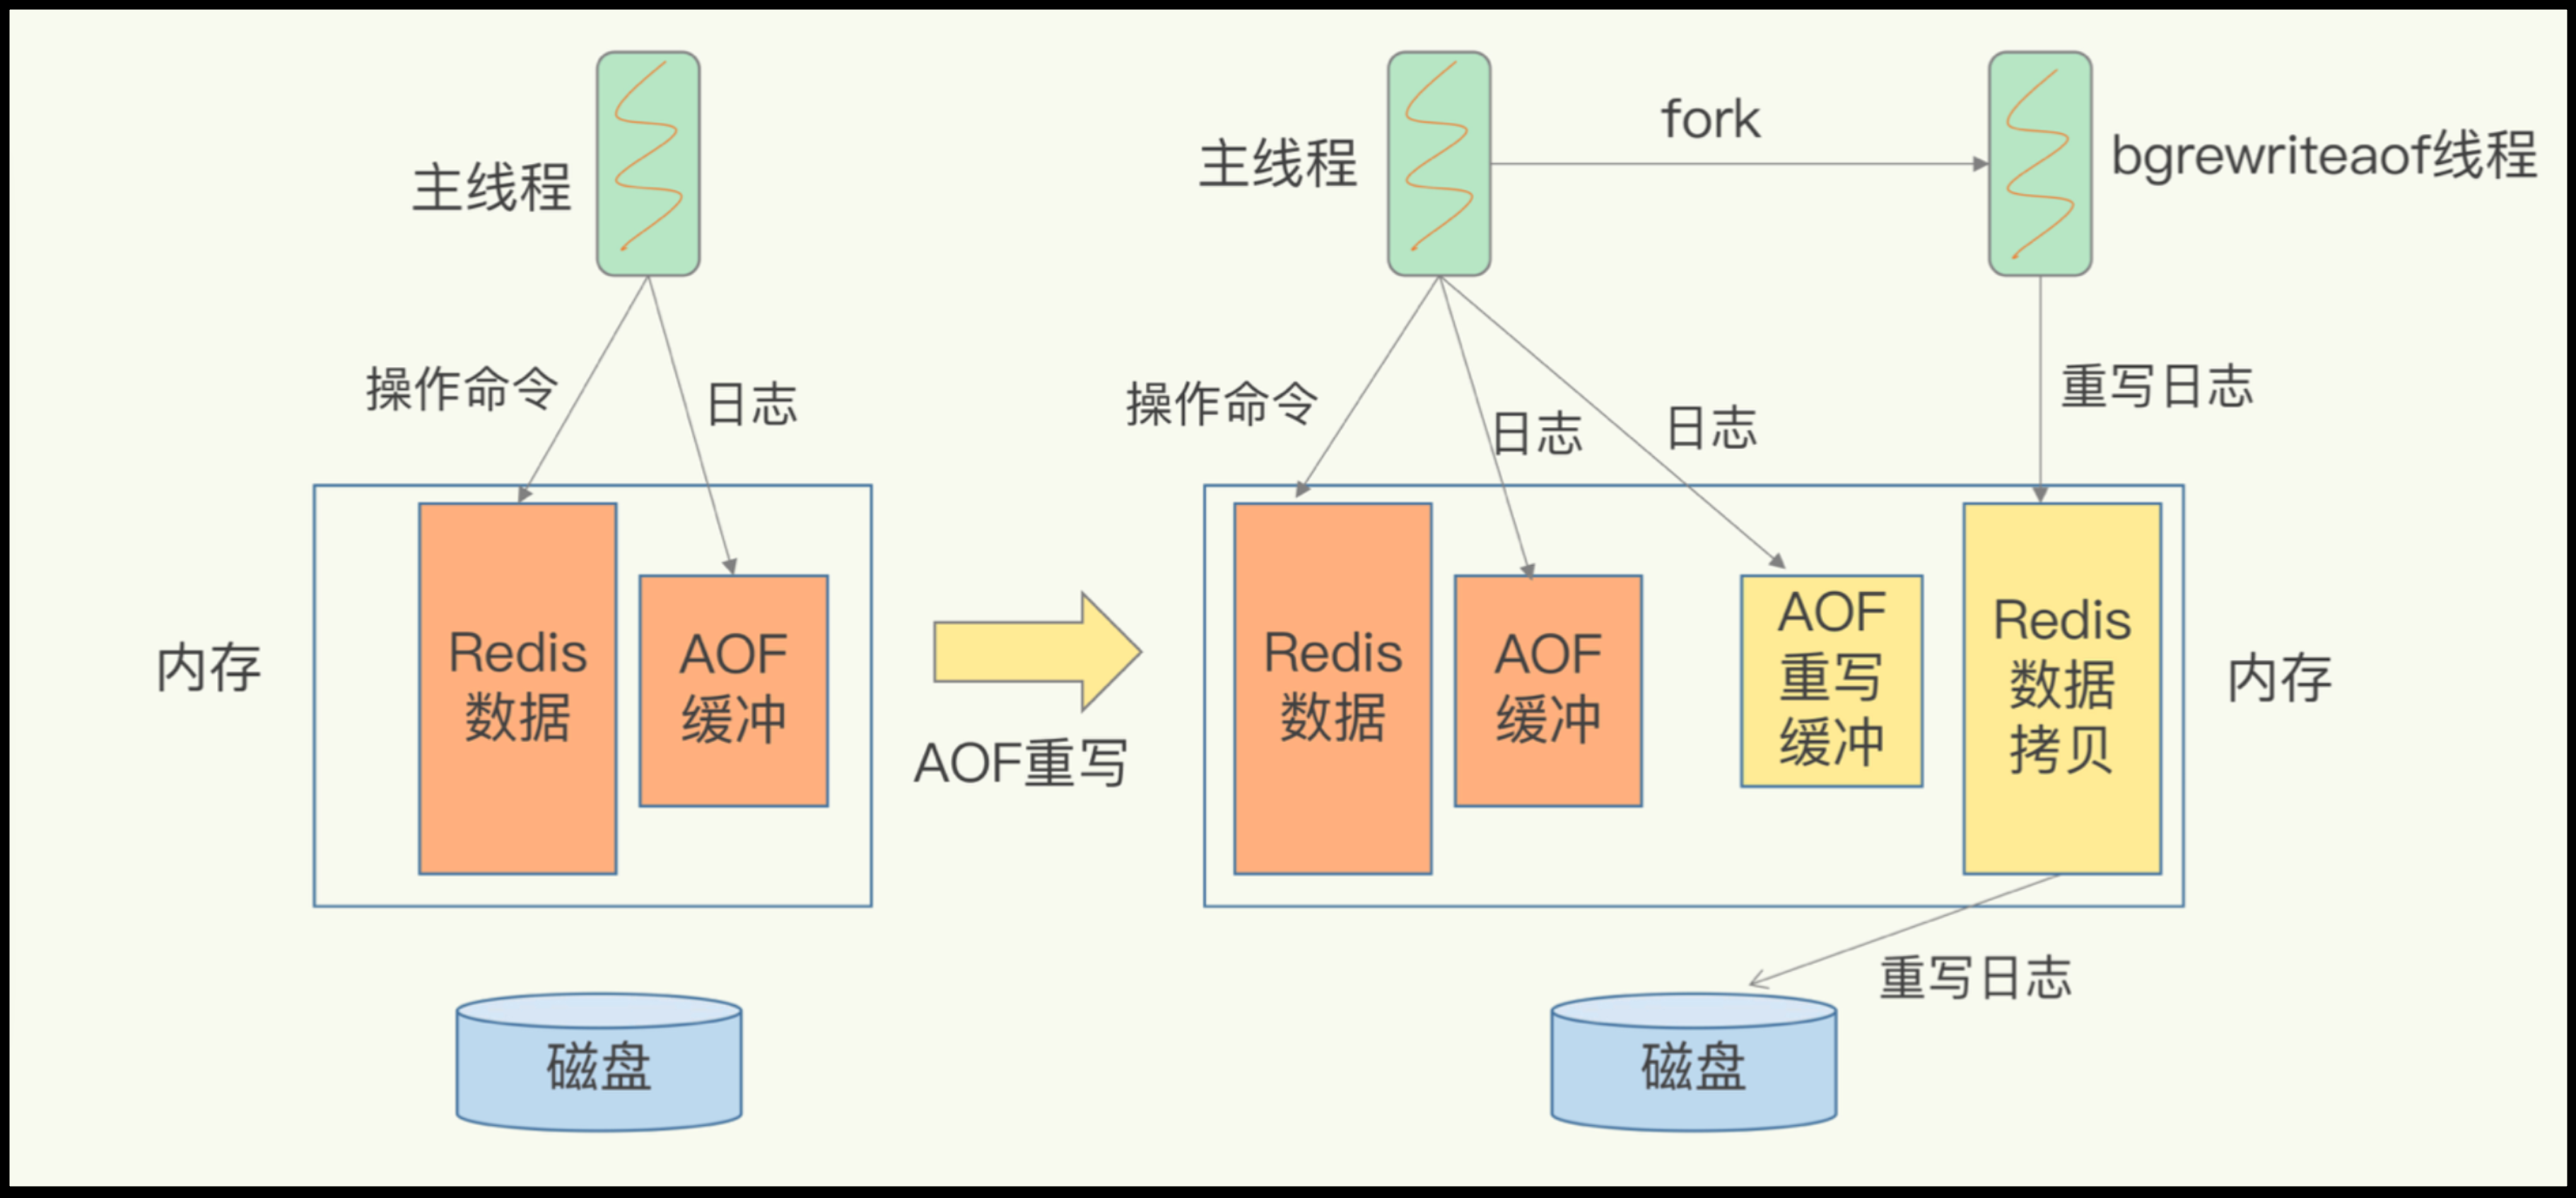 主线程
操作命令
日志
内存
Redis
数据
AOF
缓冲
磁盘
AOF重写
主线程
fork
bgrewriteaof线程
操作命令
日志
日志
重写日志
Redis
数据
AOF
缓冲
AOF
重写
缓冲
Redis
数据
拷贝
内存
重写日志
磁盘